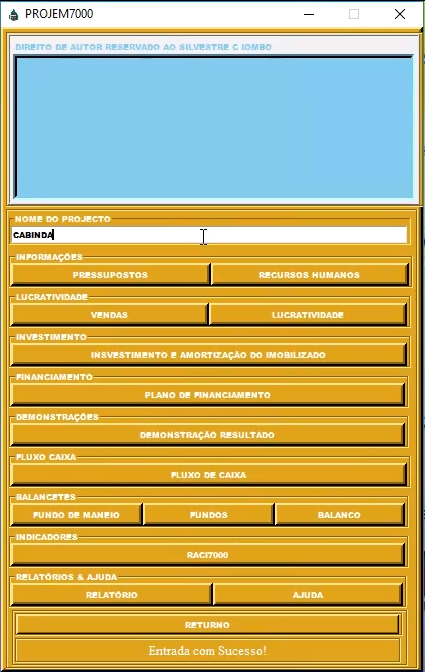 PROJEM7000
DIREITO DE AUTOR RESERVADO AO SILVESTRE C IOMBO
NOME DO PROJECTO
CABINDA
INFORMAÇÕES
PRESSUPOSTOS RECURSOS HUMANOS
LUCRATIVIDADE
VENDAS LUCRATIVIDADE
INVESTIMENTO
INSVESTIMENTO E AMORTIZAÇÃO DO IMOBILIZADO
FINANCIAMENTO
PLANO DE FINANCIAMENTO
DEMONSTRAÇÕES
DEMONSTRAÇÃO RESULTADO
FLUXO CAIXA
FLUXO DE CAIXA
BALANCETES
FUNDO DE MANEIO FUNDOS BALANCO
INDICADORES
RACI7000
RELATÓRIOS & AJUDA
RELATÓRIO AJUDA
RETURNO
Entrada com Sucesso!